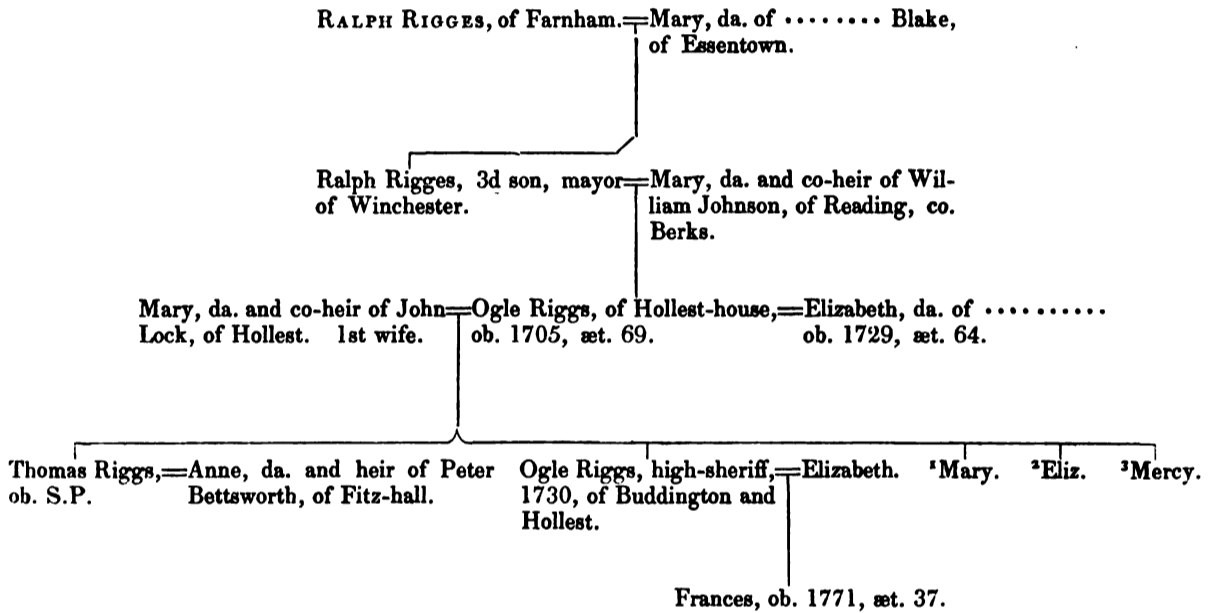 RALPH RIGGES, of Farnham.=Mary, da. of ········ Blake,
of Essentown.
Ralph Rigges, 3d son, mayor=Mary, da. and co-heir of Wil-
of Winchester. liam Johnson, of Reading, co.
Berks.
Mary, da. and co-heir of John=Ogle Riggs, of Hollest-house,=Elizabeth, da. of ··········
Lock, of Hollest. 1st wife. ob. 1705, æt. 69. ob. 1729, æt. 64.
Thomas Riggs,=Anne, da. and heir of Peter Ogle Riggs, high-sheriff,=Elizabeth. ¹Mary. ²Eliz. ³Mercy.
ob. S.P. Bettsworth, of Fitz-hall. 1730, of Buddington and
Hollest.
Frances, ob. 1771, æt. 37.